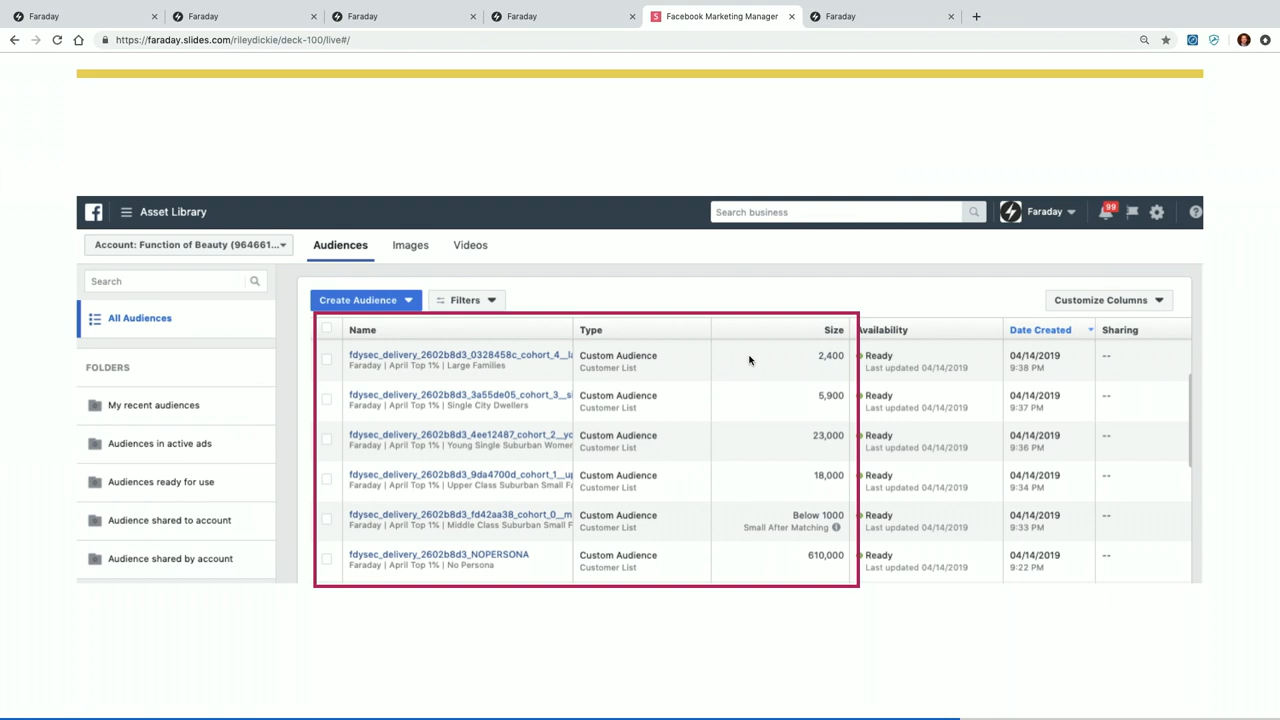 Faraday
Faraday
Faraday
Faraday
Facebook Marketing Manager
Faraday
https://faraday.slides.com/rileydickie/deck-100/live#/
Asset Library
Search business
Faraday
99
Account: Function of Beauty (964661...
Audiences
Images
Videos
Search
All Audiences
FOLDERS
My recent audiences
Audiences in active ads
Audiences ready for use
Audience shared to account
Audience shared by account
Create Audience
Filters
Customize Columns
Name Type Size Availability Date Created Sharing
fdysec_delivery_2602b8d3_0328458c_cohort_4__la Custom Audience 2,400 Ready 04/14/2019 --
Faraday | April Top 1% | Large Families Customer List Last updated 04/14/2019 9:38 PM
fdysec_delivery_2602b8d3_3a55de05_cohort_3__s Custom Audience 5,900 Ready 04/14/2019 --
Faraday | April Top 1% | Single City Dwellers Customer List Last updated 04/14/2019 9:37 PM
fdysec_delivery_2602b8d3_4ee12487_cohort_2__yo Custom Audience 23,000 Ready 04/14/2019 --
Faraday | April Top 1% | Young Single Suburban Women Customer List Last updated 04/14/2019 9:36 PM
fdysec_delivery_2602b8d3_9da4700d_cohort_1__up Custom Audience 18,000 Ready 04/14/2019 --
Faraday | April Top 1% | Upper Class Suburban Small F Customer List Last updated 04/14/2019 9:34 PM
fdysec_delivery_2602b8d3_fd42aa38_cohort_0__m Custom Audience Below 1000 Ready 04/14/2019 --
Faraday | April Top 1% | Middle Class Suburban Small F Customer List Small After Matching Last updated 04/14/2019 9:33 PM
fdysec_delivery_2602b8d3_NOPERSONA Custom Audience 610,000 Ready 04/14/2019 --
Faraday | April Top 1% | No Persona Customer List Last updated 04/14/2019 9:22 PM